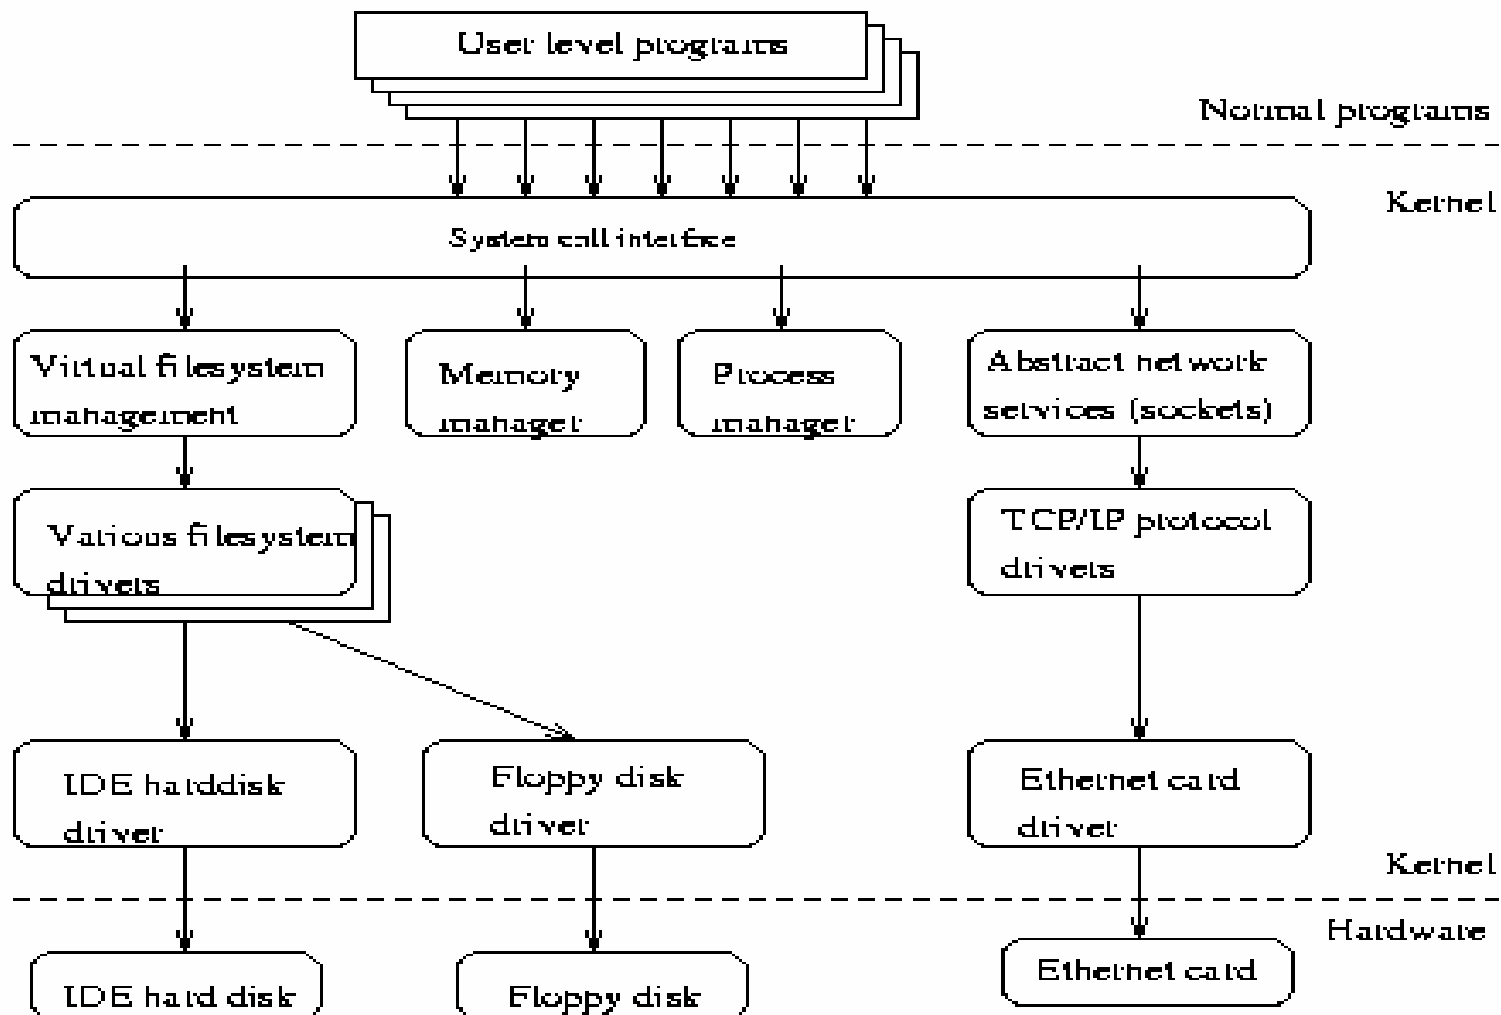 User level programs
Normal programs
Kernel
System call interface
Virtual filesystem
management
Memory
manager
Process
manager
Abstract network
services (sockets)
Various filesystem
drivers
TCP/IP protocol
drivers
IDE harddisk
driver
Floppy disk
driver
Ethernet card
driver
Kernel
Hardware
IDE hard disk
Floppy disk
Ethernet card